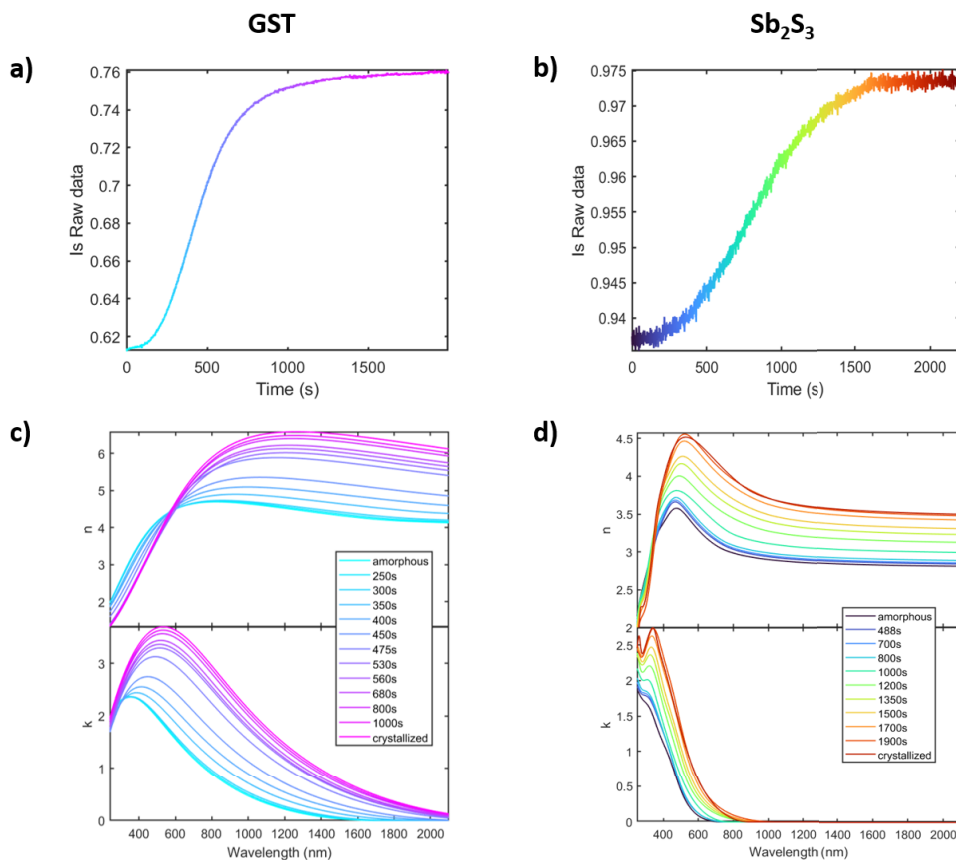 GST
Sb₂S₃
a)
0.76
0.74
0.72
0.7
0.68
0.66
0.64
0.62
Is Raw data
0
500
1000
1500
Time (s)
b)
0.975
0.97
0.965
0.96
0.955
0.95
0.945
0.94
Is Raw data
0
500
1000
1500
2000
Time (s)
c)
6
5
4
3
2
n
3
2
1
0
k
400 600 800 1000 1200 1400 1600 1800 2000
Wavelength (nm)
amorphous
250s
300s
350s
400s
450s
475s
530s
560s
680s
800s
1000s
crystallized
d)
4.5
4
3.5
3
2.5
2
n
2.5
2
1.5
1
0.5
0
k
400 600 800 1000 1200 1400 1600 1800 2000
Wavelength (nm)
amorphous
488s
700s
800s
1000s
1200s
1350s
1500s
1700s
1900s
crystallized